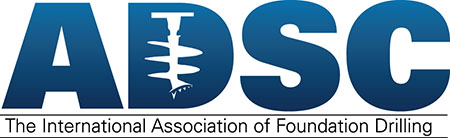 ADSC
The International Association of Foundation Drilling